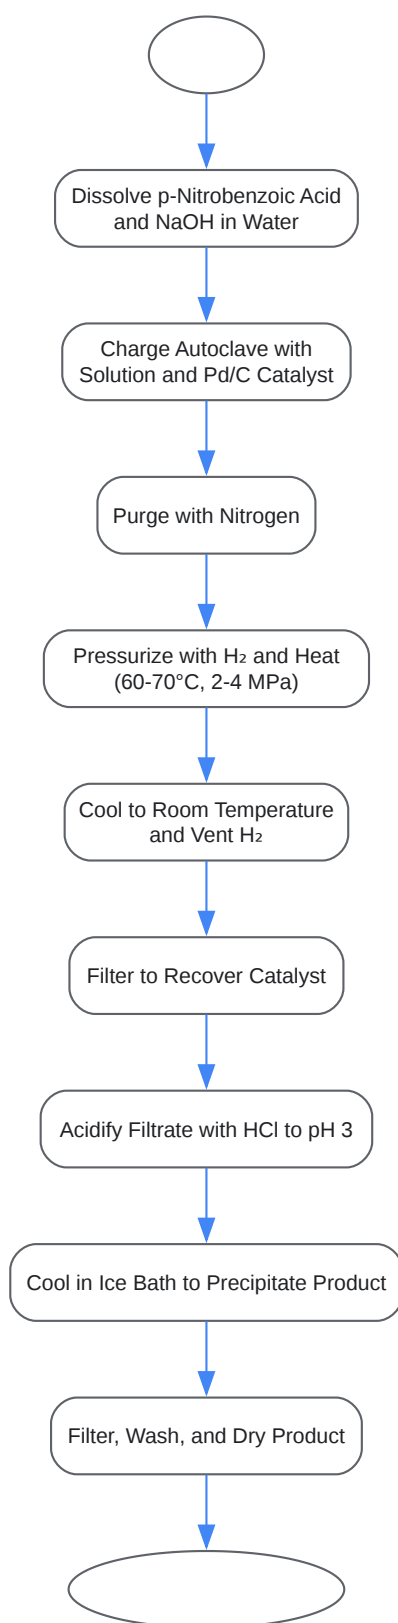 Dissolve p-Nitrobenzoic Acid
and NaOH in Water
Charge Autoclave with
Solution and Pd/C Catalyst
Purge with Nitrogen
Pressurize with H₂ and Heat
(60-70°C, 2-4 MPa)
Cool to Room Temperature
and Vent H₂
Filter to Recover Catalyst
Acidify Filtrate with HCl to pH 3
Cool in Ice Bath to Precipitate Product
Filter, Wash, and Dry Product